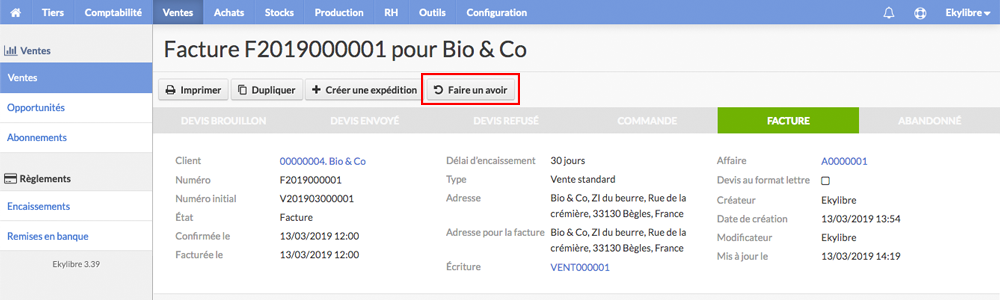 Tiers Comptabilité Ventes Achats Stocks Production RH Outils Configuration Ekylibre
Ventes
Ventes
Opportunités
Abonnements
Règlements
Encaissements
Remises en banque
Ekylibre 3.39
Facture F2019000001 pour Bio & Co
Imprimer Dupliquer Créer une expédition Faire un avoir
DEVIS BROUILLON DEVIS ENVOYÉ DEVIS REFUSÉ COMMANDE FACTURE ABANDONNÉ
Client 00000004. Bio & Co
Numéro F2019000001
Numéro initial V201903000001
État Facture
Confirmée le 13/03/2019 12:00
Facturée le 13/03/2019 12:00
Délai d'encaissement 30 jours
Type Vente standard
Adresse Bio & Co, ZI du beurre, Rue de la
crémière, 33130 Bègles, France
Adresse pour la facture Bio & Co, ZI du beurre, Rue de la
crémière, 33130 Bègles, France
Écriture VENT000001
Affaire A0000001
Devis au format lettre
Créateur Ekylibre
Date de création 13/03/2019 13:54
Modificateur Ekylibre
Mis à jour le 13/03/2019 14:19